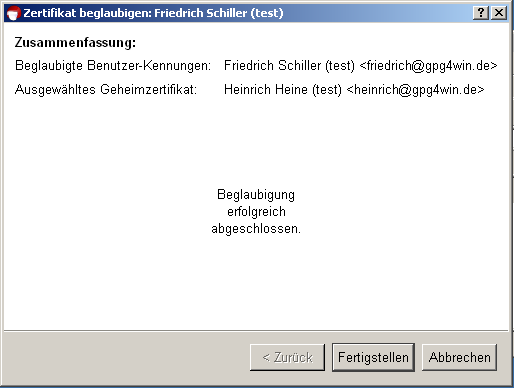 Zertifikat beglaubigen: Friedrich Schiller (test)
Zusammenfassung:
Beglaubigte Benutzer-Kennungen: Friedrich Schiller (test) <friedrich@gpg4win.de>
Ausgewähltes Geheimzertifikat: Heinrich Heine (test) <heinrich@gpg4win.de>
Beglaubigung
erfolgreich
abgeschlossen.
< Zurück Fertigstellen Abbrechen